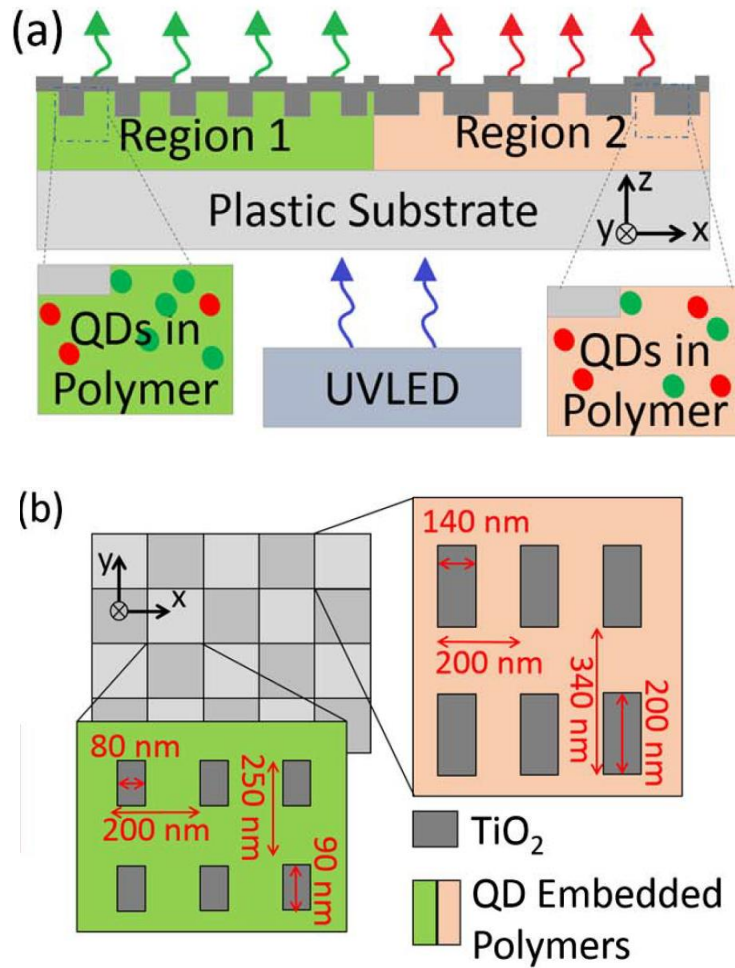 (a)
Region 1
Region 2
Plastic Substrate
z
y
x
QDs in
Polymer
UVLED
QDs in
Polymer
(b)
y
x
140 nm
200 nm
340 nm
200 nm
80 nm
200 nm
250 nm
90 nm
TiO2
QD Embedded
Polymers